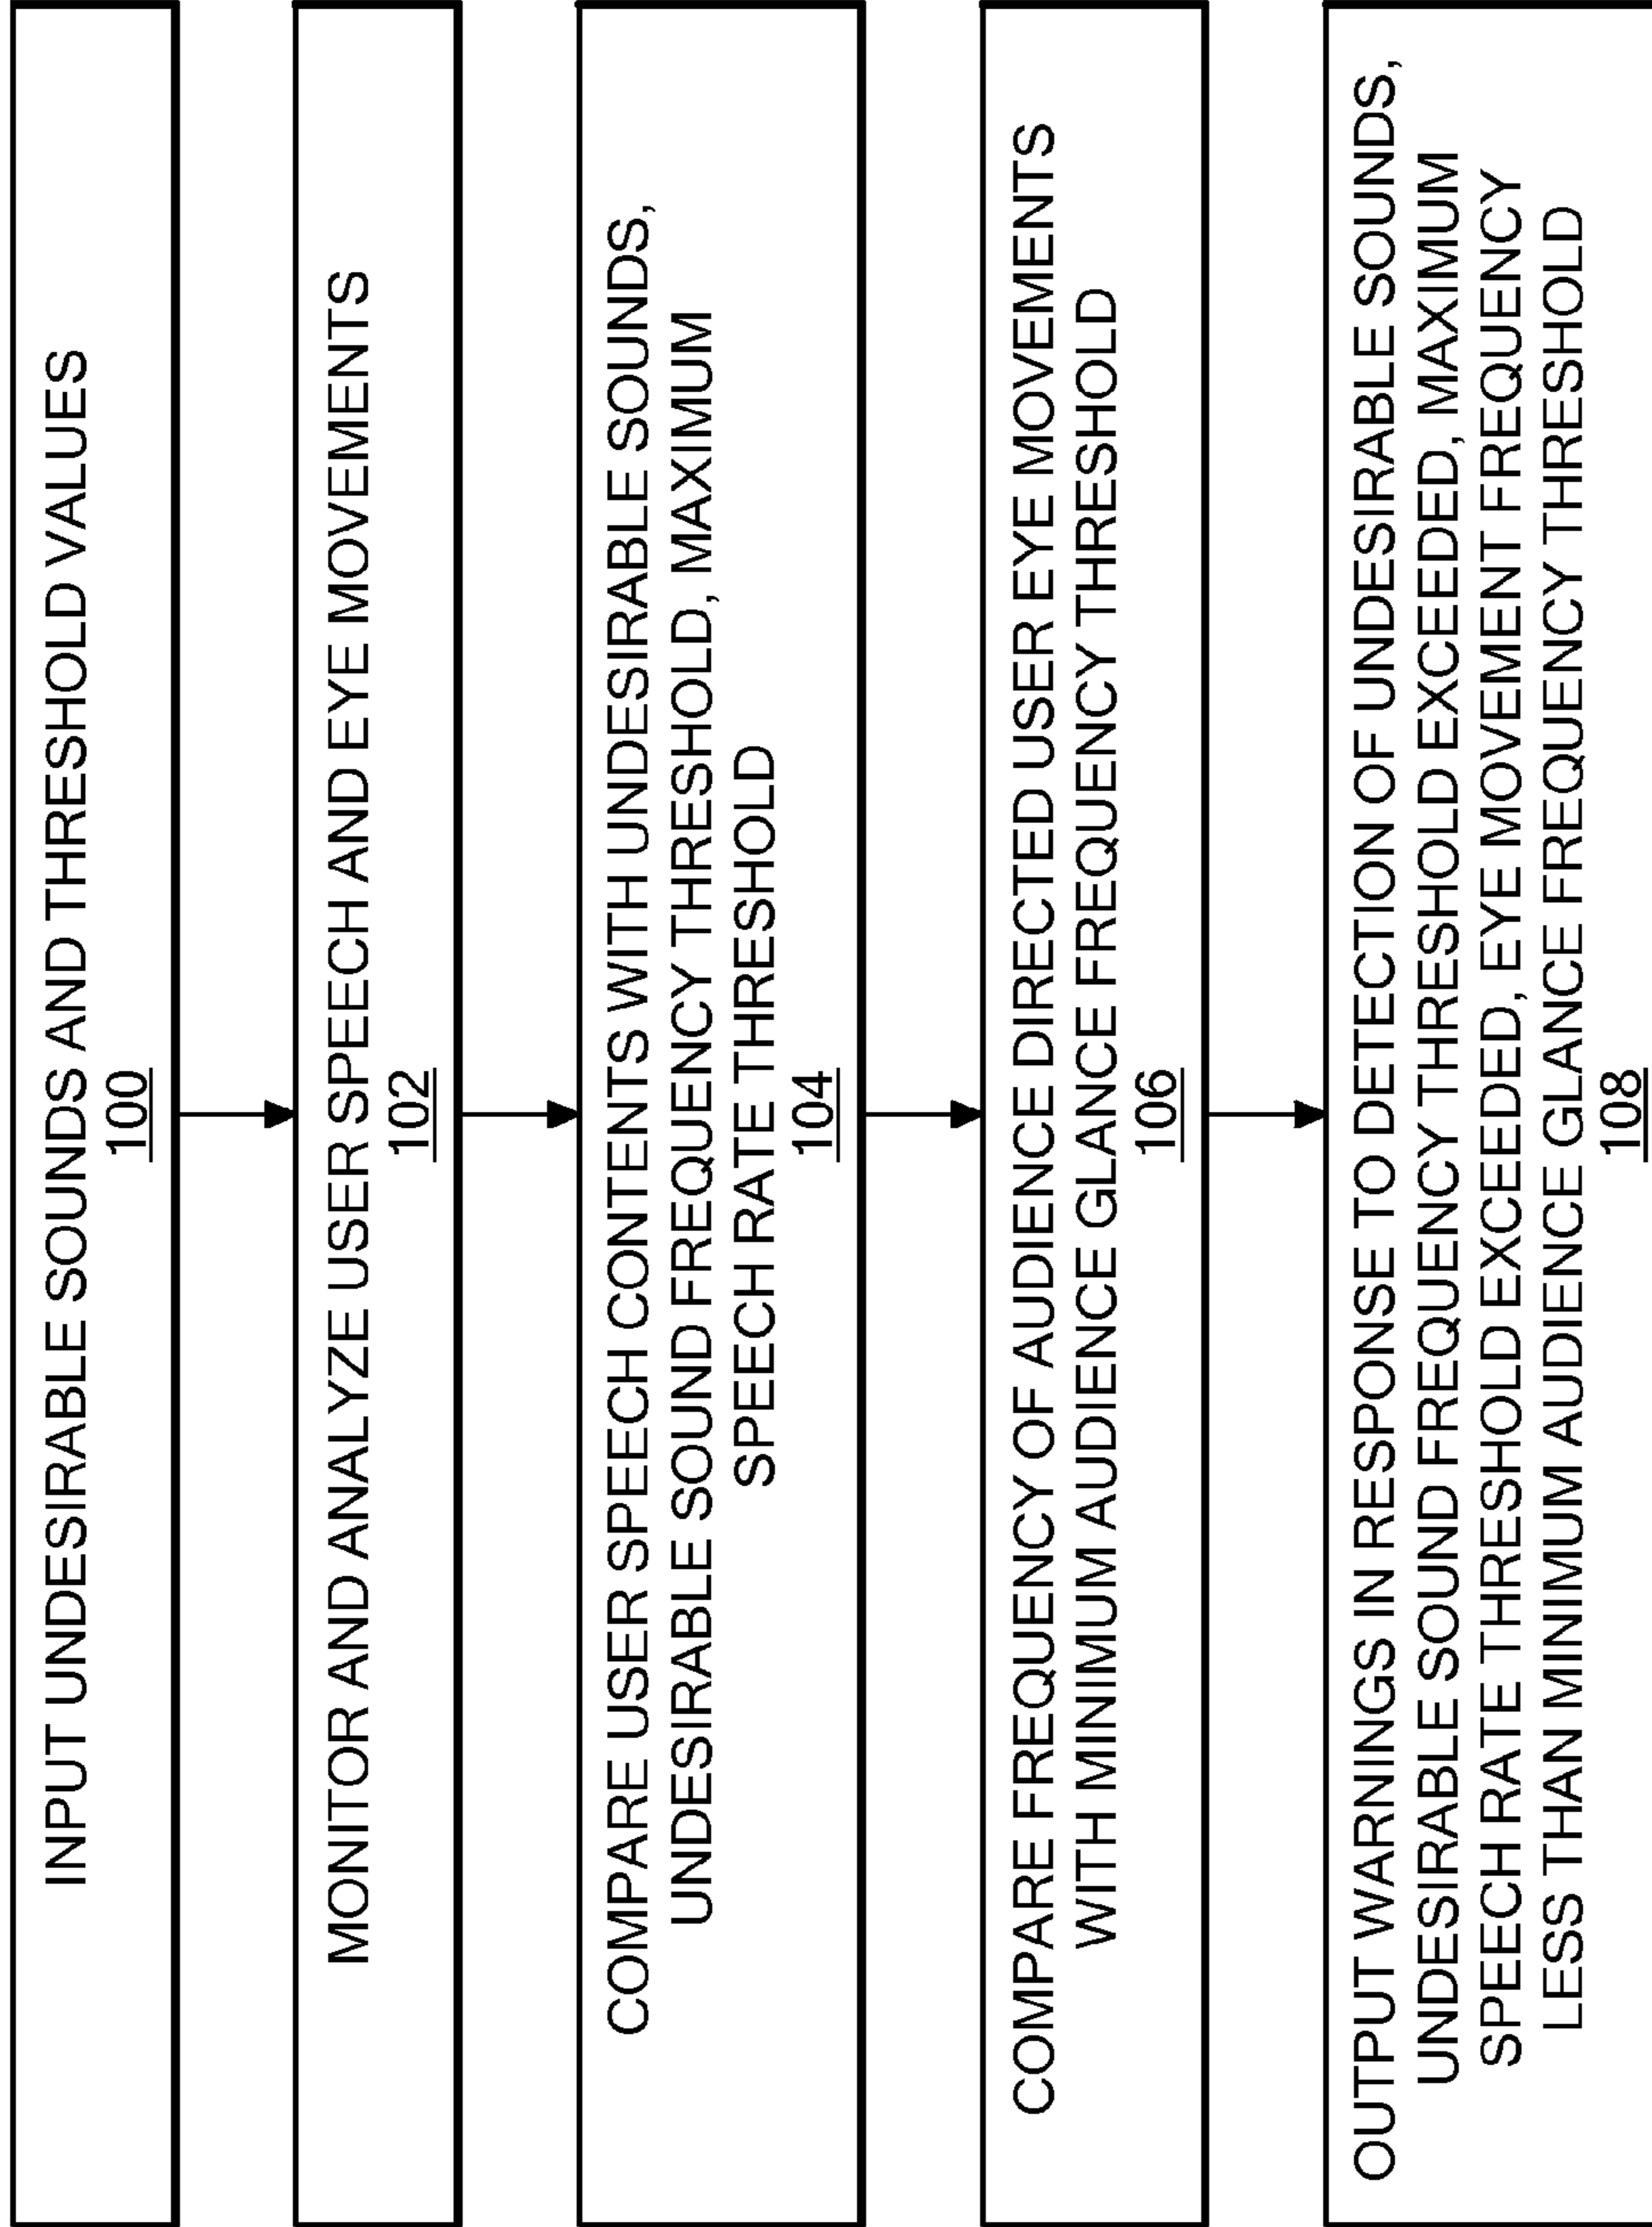 INPUT UNDESIRABLE SOUNDS AND THRESHOLD VALUES
100
MONITOR AND ANALYZE USER SPEECH AND EYE MOVEMENTS
102
COMPARE USER SPEECH CONTENTS WITH UNDESIRABLE SOUNDS,
UNDESIRABLE SOUND FREQUENCY THRESHOLD, MAXIMUM
SPEECH RATE THRESHOLD
104
COMPARE FREQUENCY OF AUDIENCE DIRECTED USER EYE MOVEMENTS
WITH MINIMUM AUDIENCE GLANCE FREQUENCY THRESHOLD
106
OUTPUT WARNINGS IN RESPONSE TO DETECTION OF UNDESIRABLE SOUNDS,
UNDESIRABLE SOUND FREQUENCY THRESHOLD EXCEEDED, MAXIMUM
SPEECH RATE THRESHOLD EXCEEDED, EYE MOVEMENT FREQUENCY
LESS THAN MINIMUM AUDIENCE GLANCE FREQUENCY THRESHOLD
108